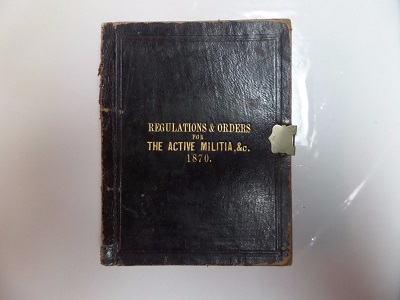 REGULATIONS & ORDERS
FOR
THE ACTIVE MILITIA, &c.
1870.